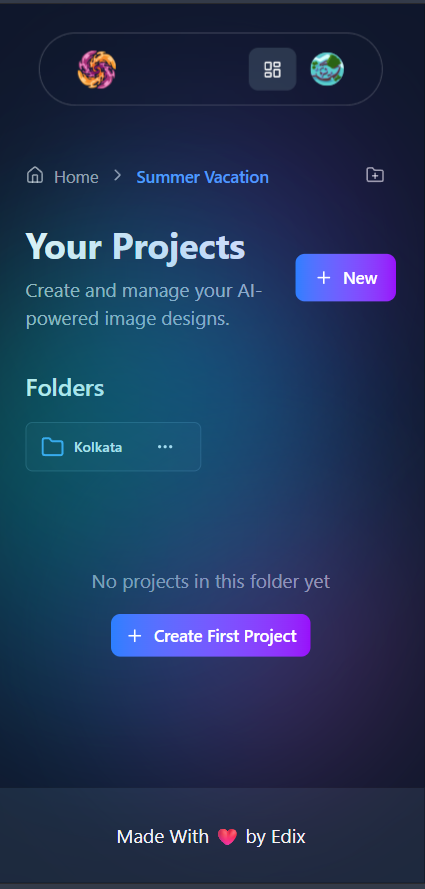 Home > Summer Vacation
Your Projects
Create and manage your AI-
powered image designs.
+ New
Folders
Kolkata ...
No projects in this folder yet
+ Create First Project
Made With ❤️ by Edix